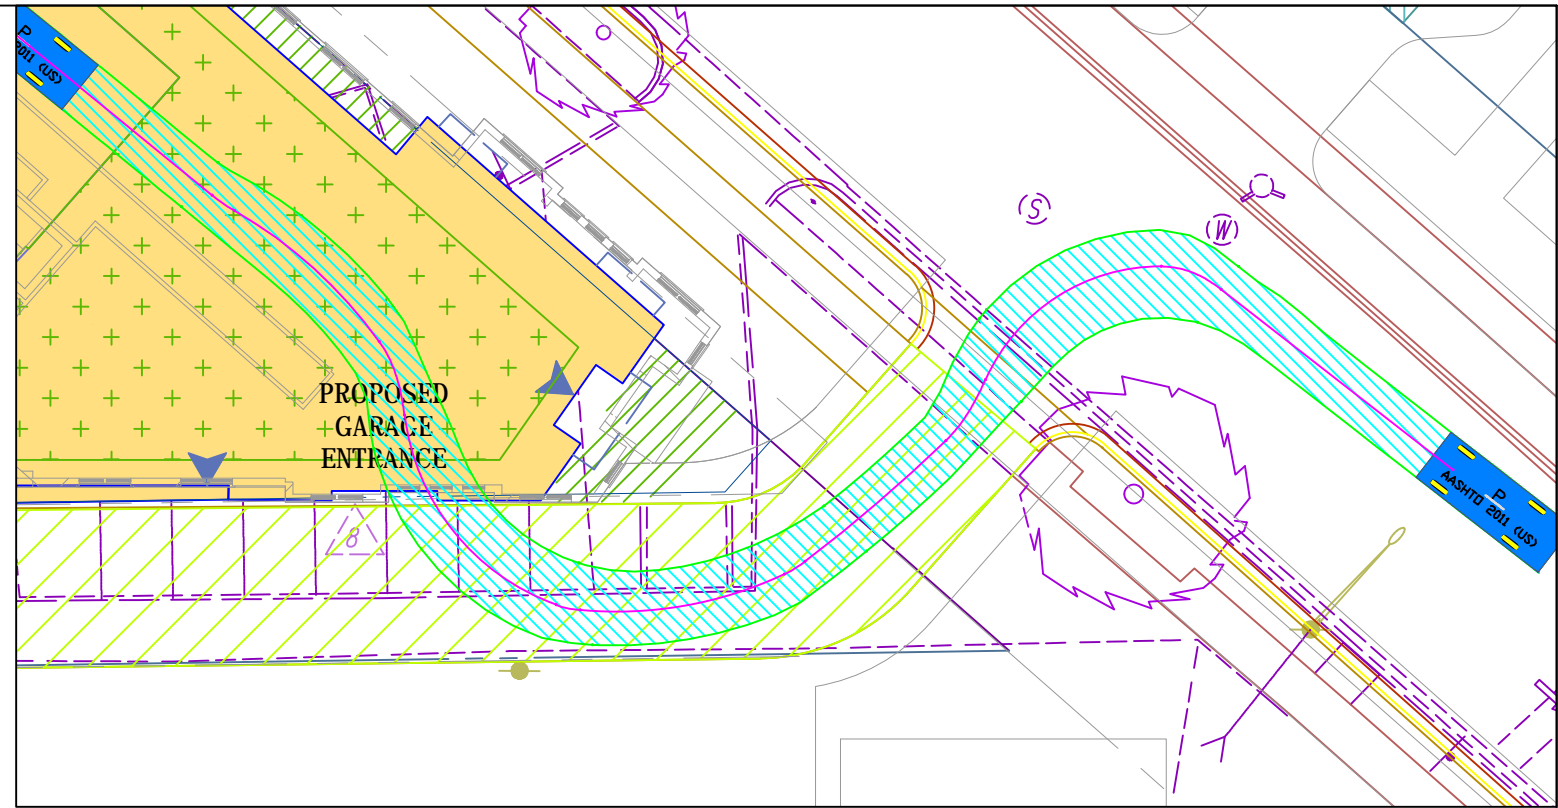 P
2011 (US)
S
W
PROPOSED
GARAGE
ENTRANCE
8
P
AASHTO 2011 (US)